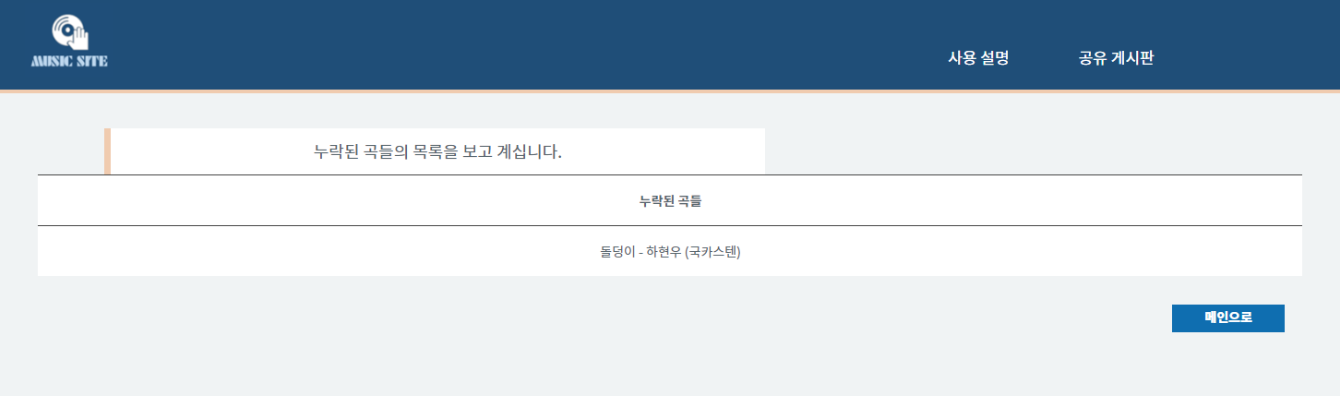 MUSIC SITE
사용 설명 공유 게시판
누락된 곡들의 목록을 보고 계십니다.
누락된 곡들
돌덩이 - 하현우 (국카스텐)
메인으로